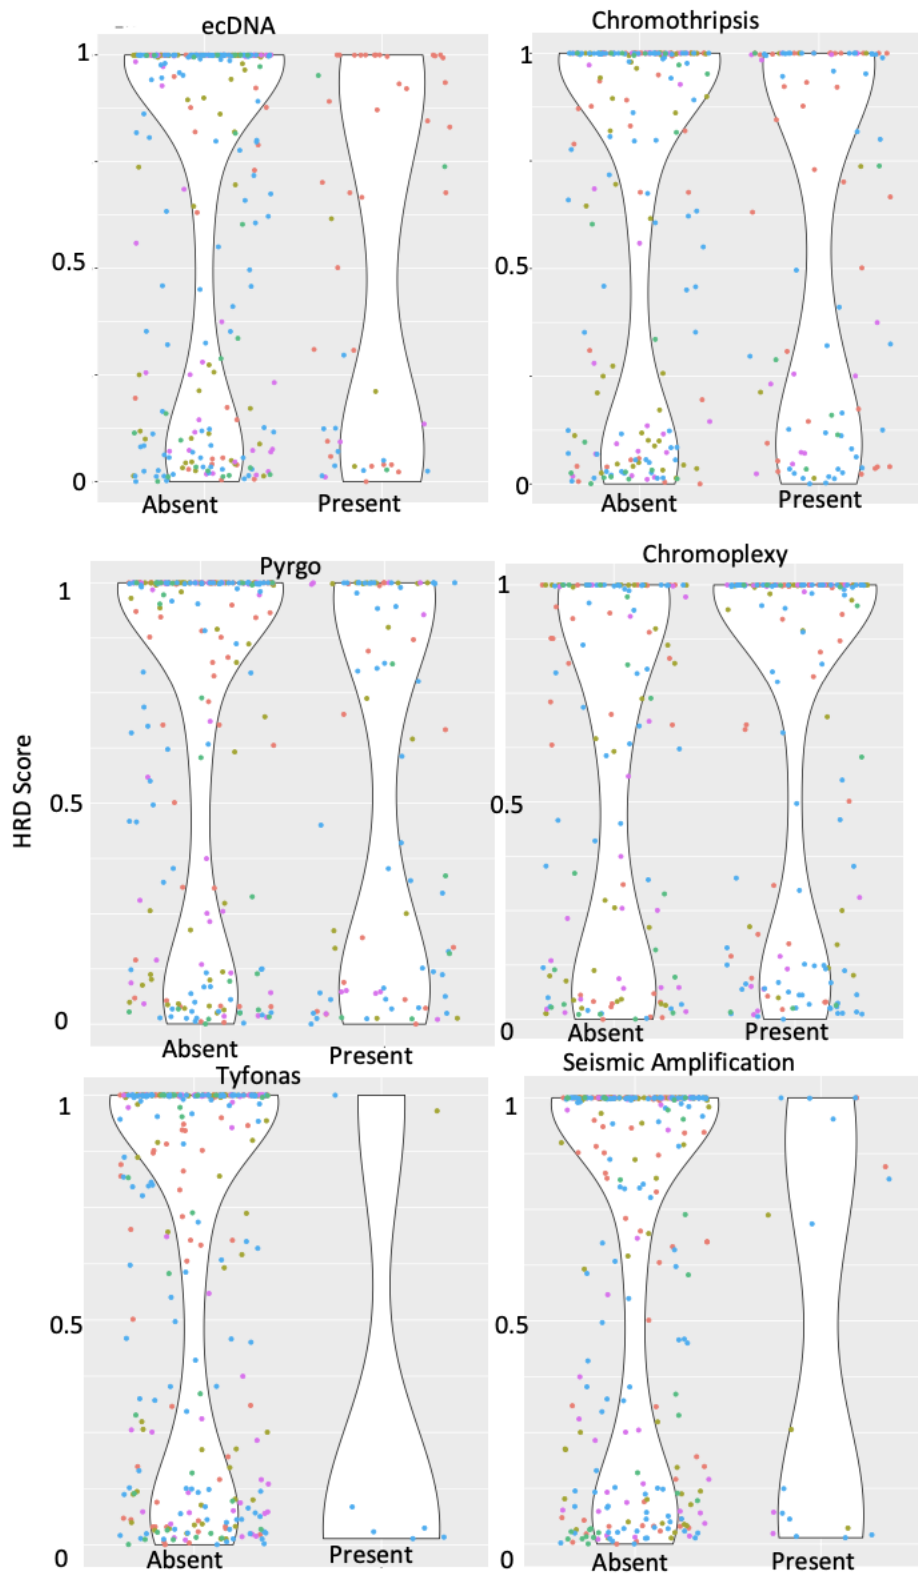 ecDNA
Chromothripsis
1
1
0.5
0.5
0
0
Absent
Present
Absent
Present
Pyrgo
Chromoplexy
1
1
HRD Score
0.5
0.5
0
0
Absent
Present
Absent
Present
Tyfonas
Seismic Amplification
1
1
0.5
0.5
0
0
Absent
Present
Absent
Present